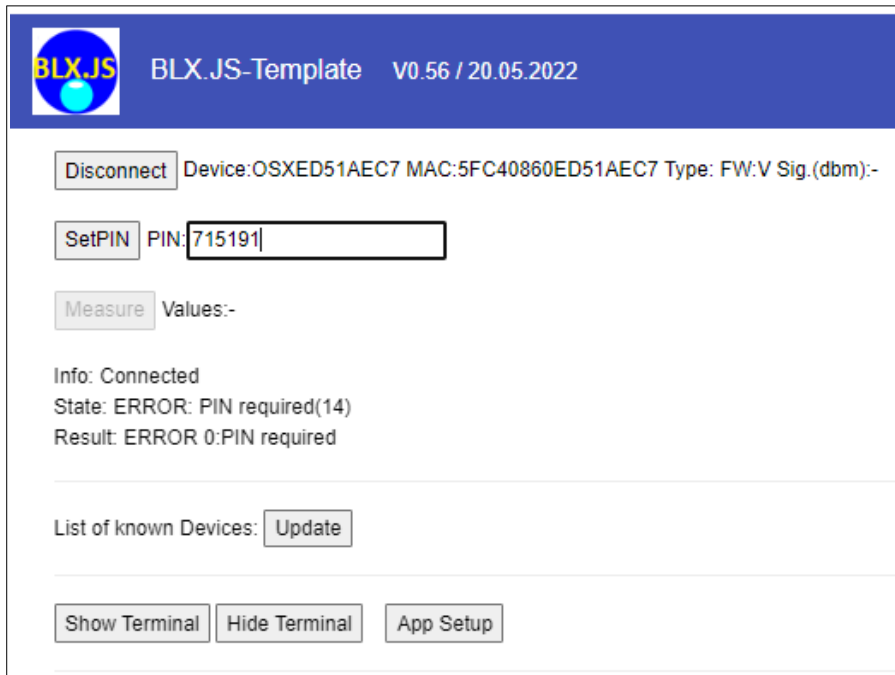 BLX.JS
BLX.JS-Template V0.56 / 20.05.2022
Disconnect Device:OSXED51AEC7 MAC:5FC40860ED51AEC7 Type: FW:V Sig.(dbm):-
SetPIN PIN: 715191
Measure Values:-
Info: Connected
State: ERROR: PIN required(14)
Result: ERROR 0:PIN required
List of known Devices: Update
Show Terminal Hide Terminal App Setup